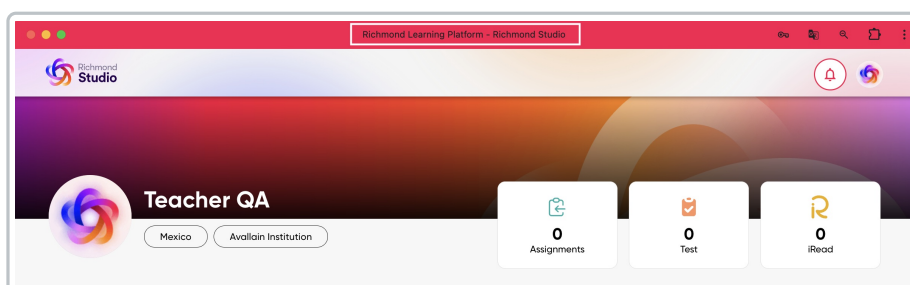 Richmond Learning Platform - Richmond Studio
Richmond
Studio
Teacher QA
Mexico
Avallain Institution
0
Assignments
0
Test
0
iRead